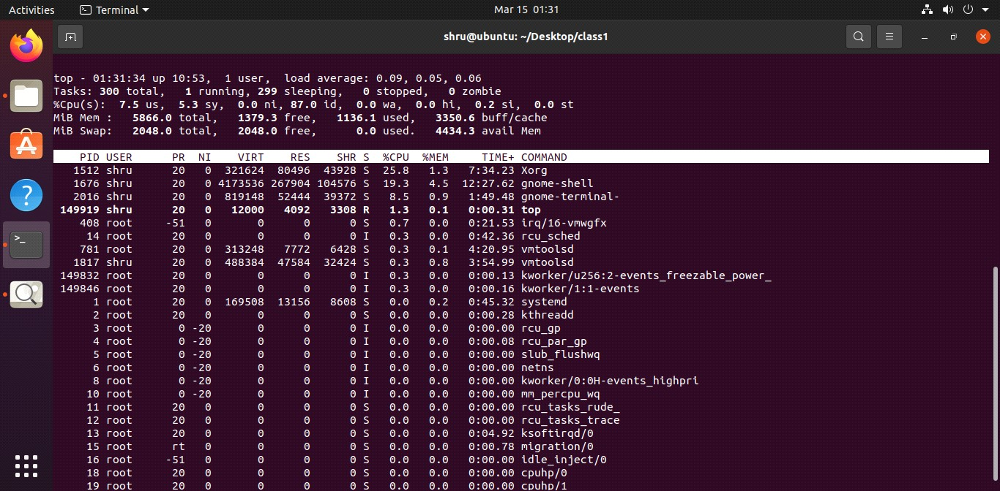 Activities Terminal Mar 15 01:31
shru@ubuntu: ~/Desktop/class1
top - 01:31:34 up 10:53,  1 user,  load average: 0.09, 0.05, 0.06
Tasks: 300 total,   1 running, 299 sleeping,   0 stopped,   0 zombie
%Cpu(s):  7.5 us,  5.3 sy,  0.0 ni, 87.0 id,  0.0 wa,  0.0 hi,  0.2 si,  0.0 st
MiB Mem :   5866.0 total,   1379.3 free,   1136.1 used,   3350.6 buff/cache
MiB Swap:   2048.0 total,   2048.0 free,      0.0 used.   4434.3 avail Mem
PID USER      PR  NI    VIRT    RES    SHR S  %CPU  %MEM     TIME+ COMMAND
1512 shru      20   0  321624  80496  43928 S  25.8   1.3   7:34.23 Xorg
1676 shru      20   0 4173536 267904 104576 S  19.3   4.5  12:27.62 gnome-shell
2016 shru      20   0  819148  52444  39372 S   8.5   0.9   1:49.48 gnome-terminal-
149919 shru      20   0   12000   4092   3308 R   1.3   0.1   0:00.31 top
408 root     -51   0       0      0      0 S   0.7   0.0   0:21.53 irq/16-vmwgfx
14 root      20   0       0      0      0 I   0.3   0.0   0:42.36 rcu_sched
781 root      20   0  313248   7772   6428 S   0.3   0.1   4:20.95 vmtoolsd
1817 shru      20   0  488384  47584  32424 S   0.3   0.8   3:54.99 vmtoolsd
149832 root      20   0       0      0      0 I   0.3   0.0   0:00.13 kworker/u256:2-events_freezable_power_
149846 root      20   0       0      0      0 I   0.3   0.0   0:00.16 kworker/1:1-events
1 root      20   0  169508  13156   8608 S   0.0   0.2   0:45.32 systemd
2 root      20   0       0      0      0 S   0.0   0.0   0:00.28 kthreadd
3 root       0 -20       0      0      0 I   0.0   0.0   0:00.00 rcu_gp
4 root       0 -20       0      0      0 I   0.0   0.0   0:00.08 rcu_par_gp
5 root       0 -20       0      0      0 I   0.0   0.0   0:00.00 slub_flushwq
6 root       0 -20       0      0      0 I   0.0   0.0   0:00.00 netns
8 root       0 -20       0      0      0 I   0.0   0.0   0:00.00 kworker/0:0H-events_highpri
10 root       0 -20       0      0      0 I   0.0   0.0   0:00.00 mm_percpu_wq
11 root      20   0       0      0      0 S   0.0   0.0   0:00.00 rcu_tasks_rude_
12 root      20   0       0      0      0 S   0.0   0.0   0:00.00 rcu_tasks_trace
13 root      20   0       0      0      0 S   0.0   0.0   0:04.92 ksoftirqd/0
15 root      rt   0       0      0      0 S   0.0   0.0   0:00.78 migration/0
16 root     -51   0       0      0      0 S   0.0   0.0   0:00.00 idle_inject/0
18 root      20   0       0      0      0 S   0.0   0.0   0:00.00 cpuhp/0
19 root      20   0       0      0      0 S   0.0   0.0   0:00.00 cpuhp/1